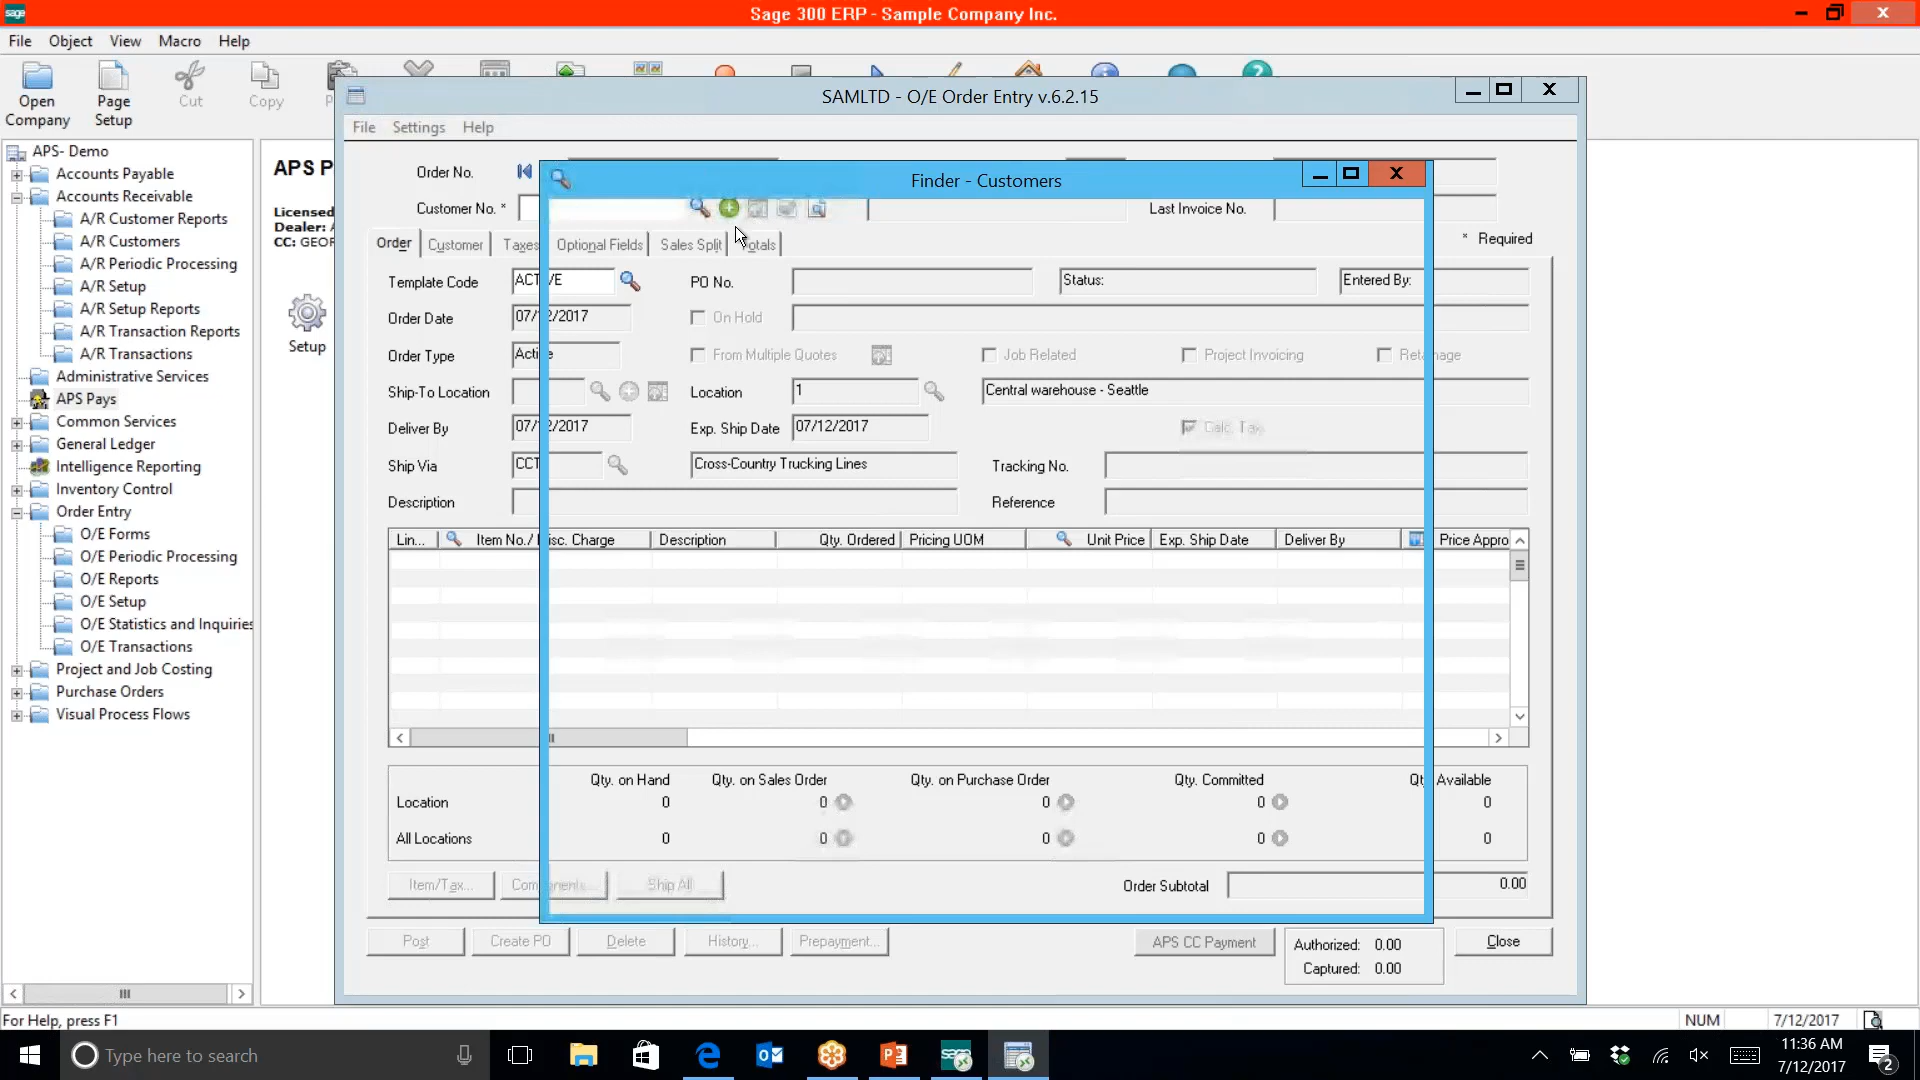 sage
Sage 300 ERP - Sample Company Inc.
File Object View Macro Help
Open Company
Page Setup
Cut
Copy
SAMLTD - O/E Order Entry v.6.2.15
File Settings Help
APS- Demo
Accounts Payable
Accounts Receivable
A/R Customer Reports
A/R Customers
A/R Periodic Processing
A/R Setup
A/R Setup Reports
A/R Transaction Reports
A/R Transactions
Administrative Services
APS Pays
Common Services
General Ledger
Intelligence Reporting
Inventory Control
Order Entry
O/E Forms
O/E Periodic Processing
O/E Reports
O/E Setup
O/E Statistics and Inquiries
O/E Transactions
Project and Job Costing
Purchase Orders
Visual Process Flows
APS P
Licensed
Dealer: A
CC: GEOR
Setup
Order No.
Finder - Customers
Customer No. *
Last Invoice No.
* Required
Order Customer Taxes Optional Fields Sales Split
Template Code ACTIVE PO No. Status: Entered By:
Order Date 07/12/2017 On Hold
Order Type Active From Multiple Quotes Job Related Project Invoicing Retainage
Ship-To Location Location 1 Central warehouse - Seattle
Deliver By 07/12/2017 Exp. Ship Date 07/12/2017 Calc. Tax
Ship Via CCT Cross-Country Trucking Lines Tracking No.
Description Reference
Lin... Item No./ Misc. Charge Description Qty. Ordered Pricing UOM Unit Price Exp. Ship Date Deliver By Price Appro
Qty. on Hand Qty. on Sales Order Qty. on Purchase Order Qty. Committed Qty. Available
Location 0 0 0 0 0
All Locations 0 0 0 0 0
Item/Tax... Components... Ship All Order Subtotal 0.00
Post Create PO Delete History... Prepayment... APS CC Payment Authorized: 0.00 Close
Captured: 0.00
For Help, press F1 NUM 7/12/2017
Type here to search
11:36 AM
7/12/2017
2